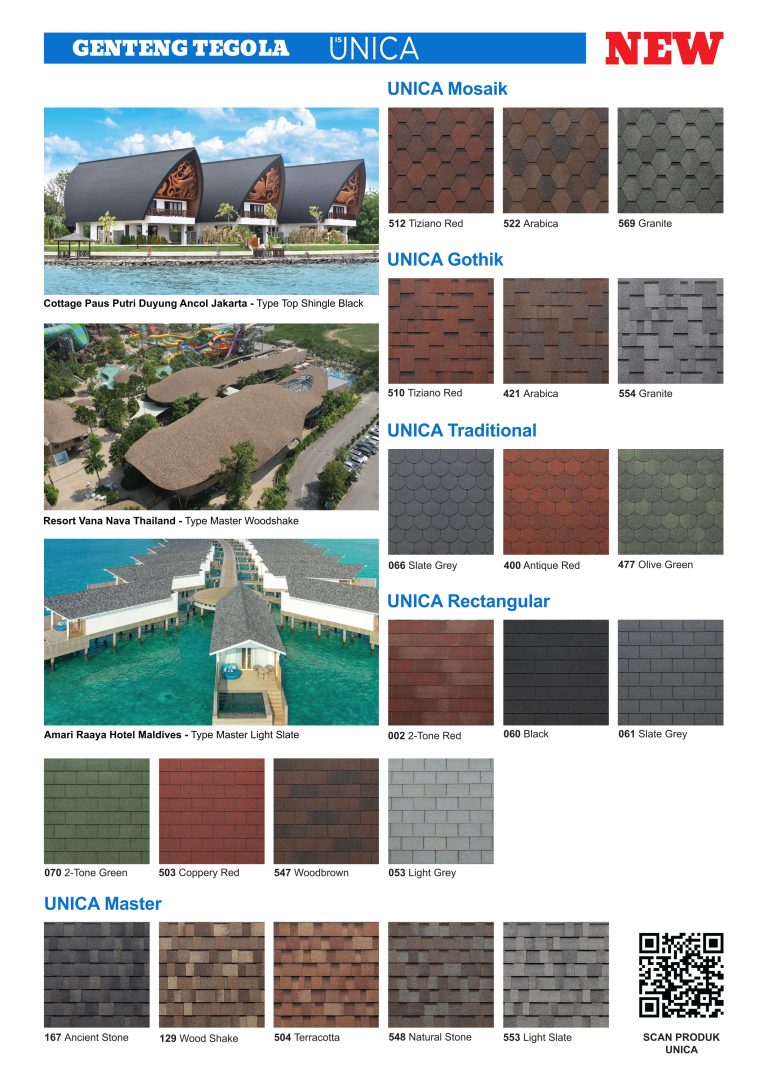 GENTENG TEGOLA
IS UNICA
NEW
Cottage Paus Putri Duyung Ancol Jakarta - Type Top Shingle Black
Resort Vana Nava Thailand - Type Master Woodshake
Amari Raaya Hotel Maldives - Type Master Light Slate
UNICA Mosaik
512 Tiziano Red
522 Arabica
569 Granite
UNICA Gothik
510 Tiziano Red
421 Arabica
554 Granite
UNICA Traditional
066 Slate Grey
400 Antique Red
477 Olive Green
UNICA Rectangular
002 2-Tone Red
060 Black
061 Slate Grey
070 2-Tone Green
503 Coppery Red
547 Woodbrown
053 Light Grey
UNICA Master
167 Ancient Stone
129 Wood Shake
504 Terracotta
548 Natural Stone
553 Light Slate
SCAN PRODUK
UNICA